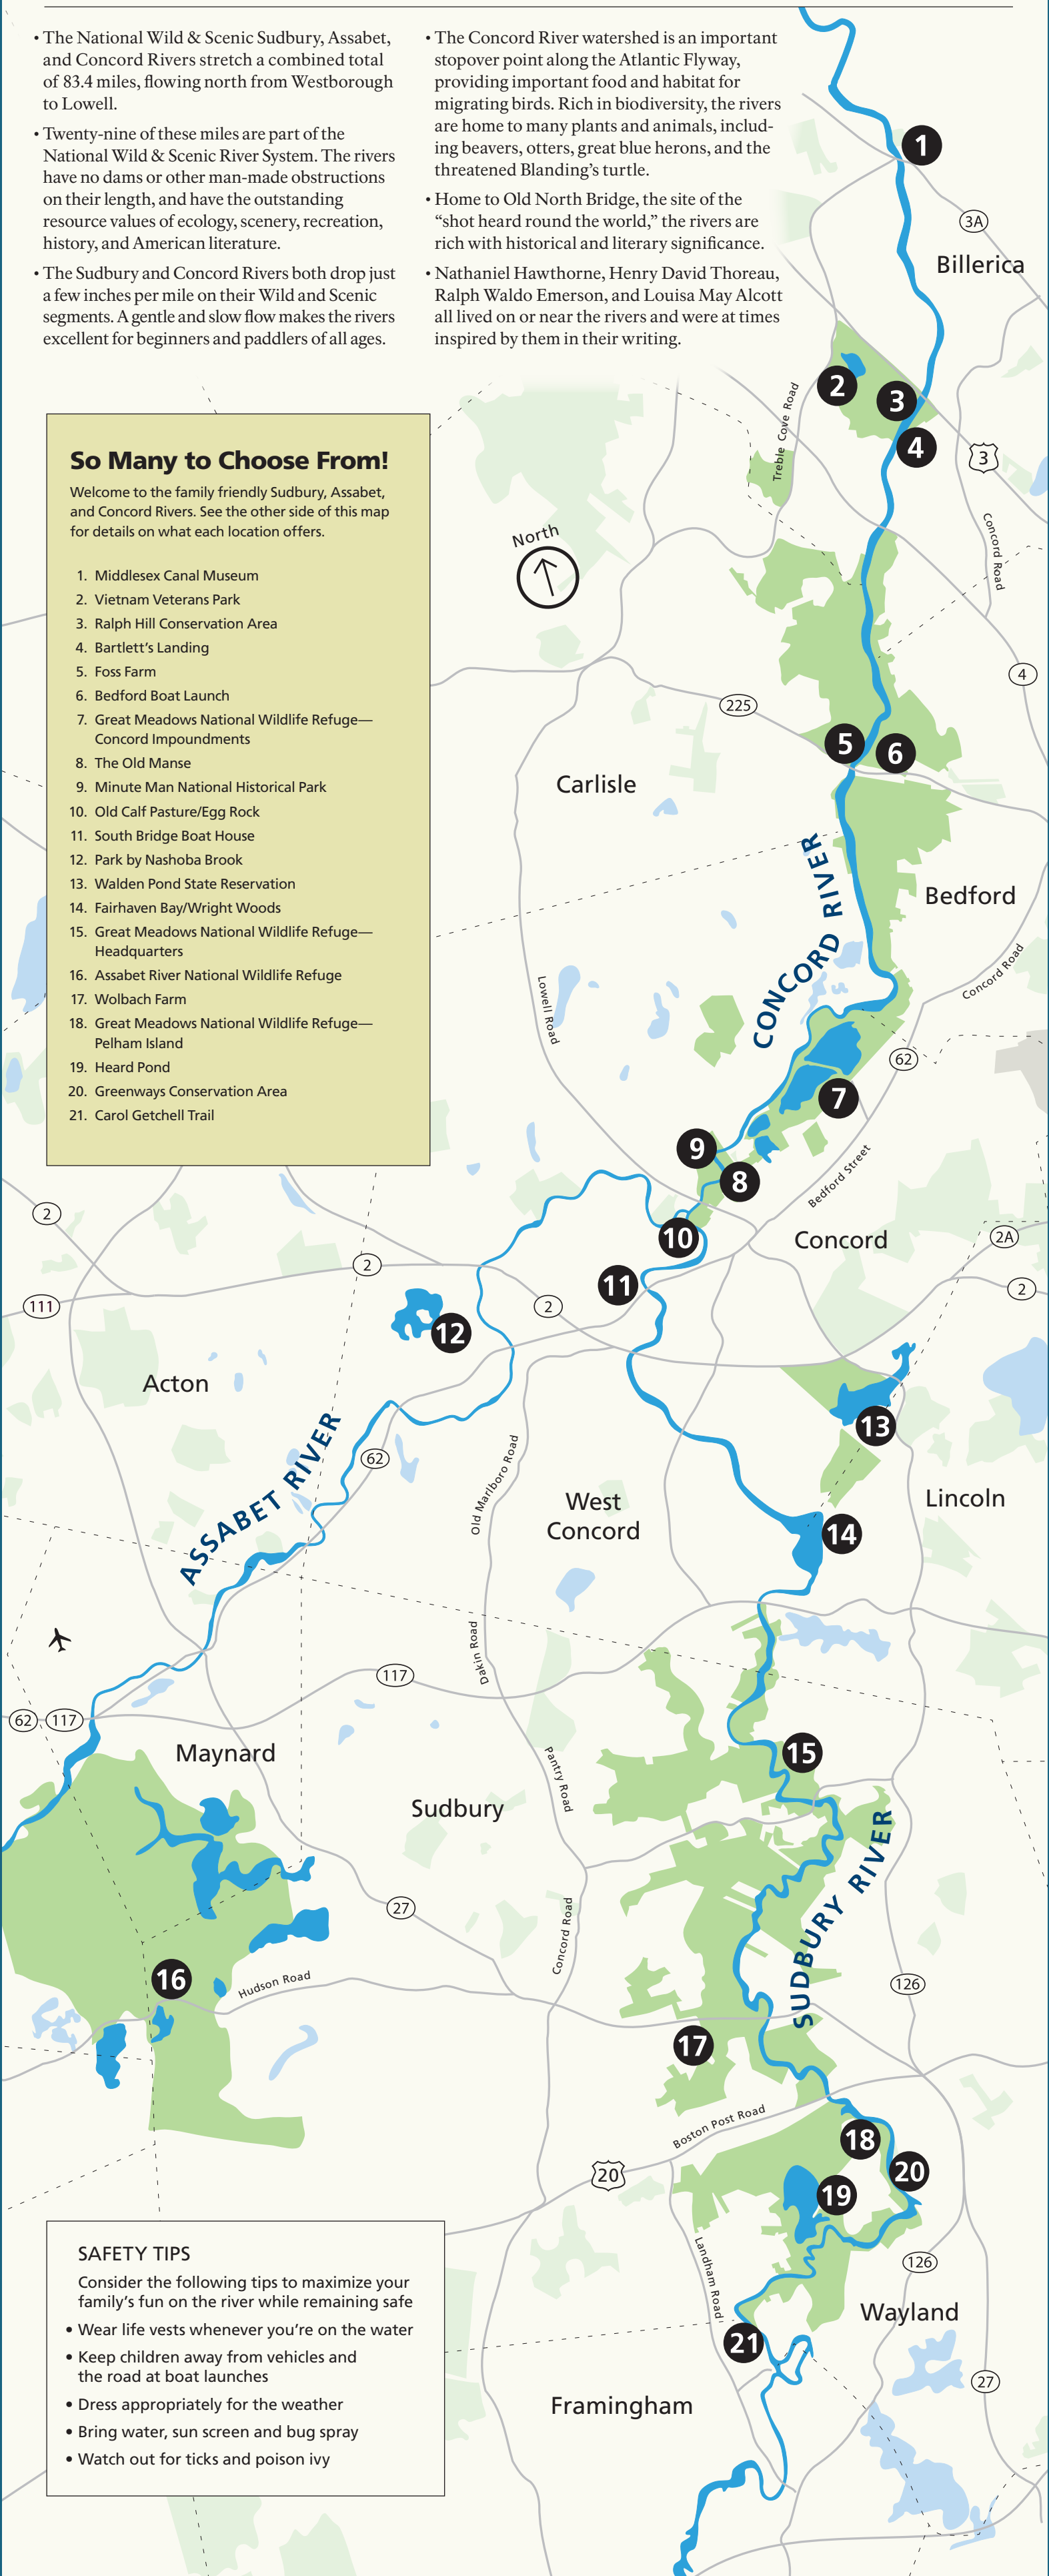 • The National Wild & Scenic Sudbury, Assabet,
and Concord Rivers stretch a combined total
of 83.4 miles, flowing north from Westborough
to Lowell.
• Twenty-nine of these miles are part of the
National Wild & Scenic River System. The rivers
have no dams or other man-made obstructions
on their length, and have the outstanding
resource values of ecology, scenery, recreation,
history, and American literature.
• The Sudbury and Concord Rivers both drop just
a few inches per mile on their Wild and Scenic
segments. A gentle and slow flow makes the rivers
excellent for beginners and paddlers of all ages.
• The Concord River watershed is an important
stopover point along the Atlantic Flyway,
providing important food and habitat for
migrating birds. Rich in biodiversity, the rivers
are home to many plants and animals, includ-
ing beavers, otters, great blue herons, and the
threatened Blanding’s turtle.
• Home to Old North Bridge, the site of the
“shot heard round the world,” the rivers are
rich with historical and literary significance.
• Nathaniel Hawthorne, Henry David Thoreau,
Ralph Waldo Emerson, and Louisa May Alcott
all lived on or near the rivers and were at times
inspired by them in their writing.
1
3A
Billerica
2
3
4
Treble Cove Road
3
Concord Road
So Many to Choose From!
Welcome to the family friendly Sudbury, Assabet,
and Concord Rivers. See the other side of this map
for details on what each location offers.
1. Middlesex Canal Museum
2. Vietnam Veterans Park
3. Ralph Hill Conservation Area
4. Bartlett’s Landing
5. Foss Farm
6. Bedford Boat Launch
7. Great Meadows National Wildlife Refuge—
Concord Impoundments
8. The Old Manse
9. Minute Man National Historical Park
10. Old Calf Pasture/Egg Rock
11. South Bridge Boat House
12. Park by Nashoba Brook
13. Walden Pond State Reservation
14. Fairhaven Bay/Wright Woods
15. Great Meadows National Wildlife Refuge—
Headquarters
16. Assabet River National Wildlife Refuge
17. Wolbach Farm
18. Great Meadows National Wildlife Refuge—
Pelham Island
19. Heard Pond
20. Greenways Conservation Area
21. Carol Getchell Trail
North
4
225
5
6
Carlisle
CONCORD RIVER
Bedford
Concord Road
Lowell Road
62
7
9
8
Bedford Street
2
10
Concord
2A
2
11
2
111
2
12
Acton
13
ASSABET RIVER
62
Old Marlboro Road
West
Concord
Lincoln
14
Dakin Road
117
62
117
Maynard
15
Pantry Road
Sudbury
SUDBURY RIVER
27
Concord Road
16
Hudson Road
126
17
Boston Post Road
18
20
20
19
Landham Road
126
Wayland
21
27
Framingham
SAFETY TIPS
Consider the following tips to maximize your
family’s fun on the river while remaining safe
• Wear life vests whenever you’re on the water
• Keep children away from vehicles and
the road at boat launches
• Dress appropriately for the weather
• Bring water, sun screen and bug spray
• Watch out for ticks and poison ivy